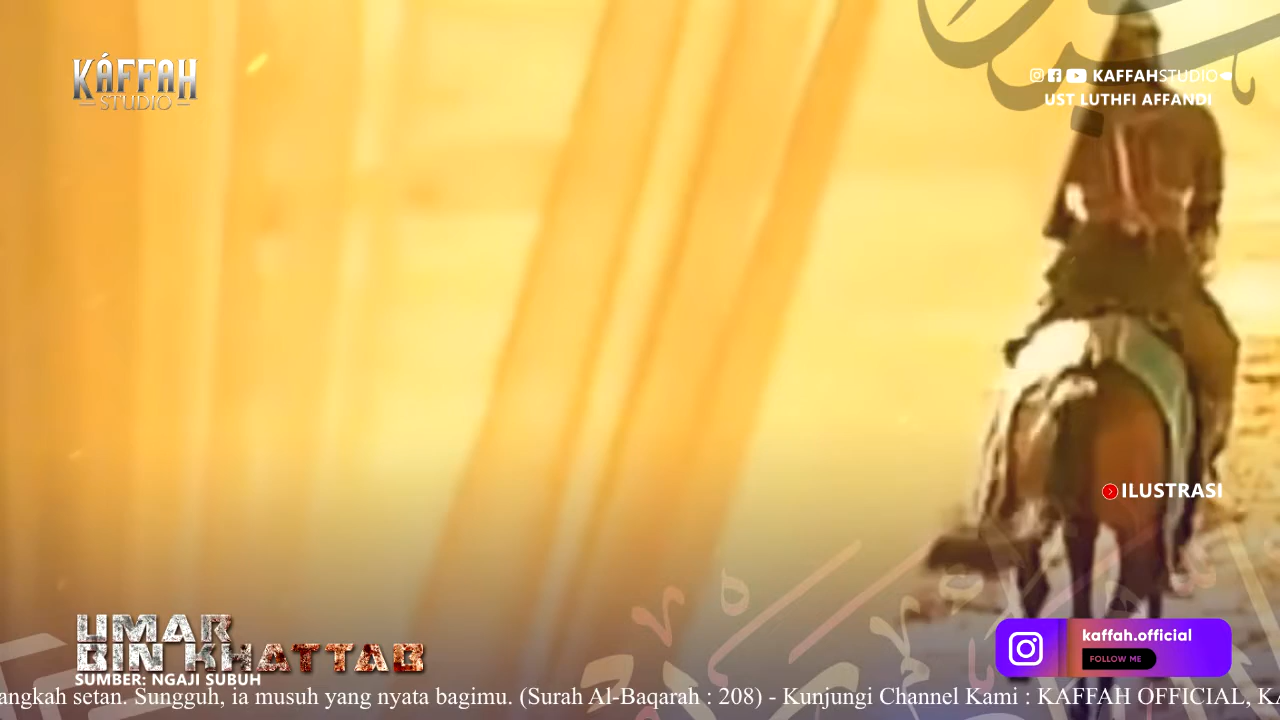 KÁFFAH
STUDIO
KAFFAHSTUDIO
UST LUTHFI AFFANDI
ILUSTRASI
UMAR
BIN KHATTAB
SUMBER: NGAJI SUBUH
kaffah.official
FOLLOW ME
angkah setan. Sungguh, ia musuh yang nyata bagimu. (Surah Al-Baqarah : 208) - Kunjungi Channel Kami : KAFFAH OFFICIAL, K